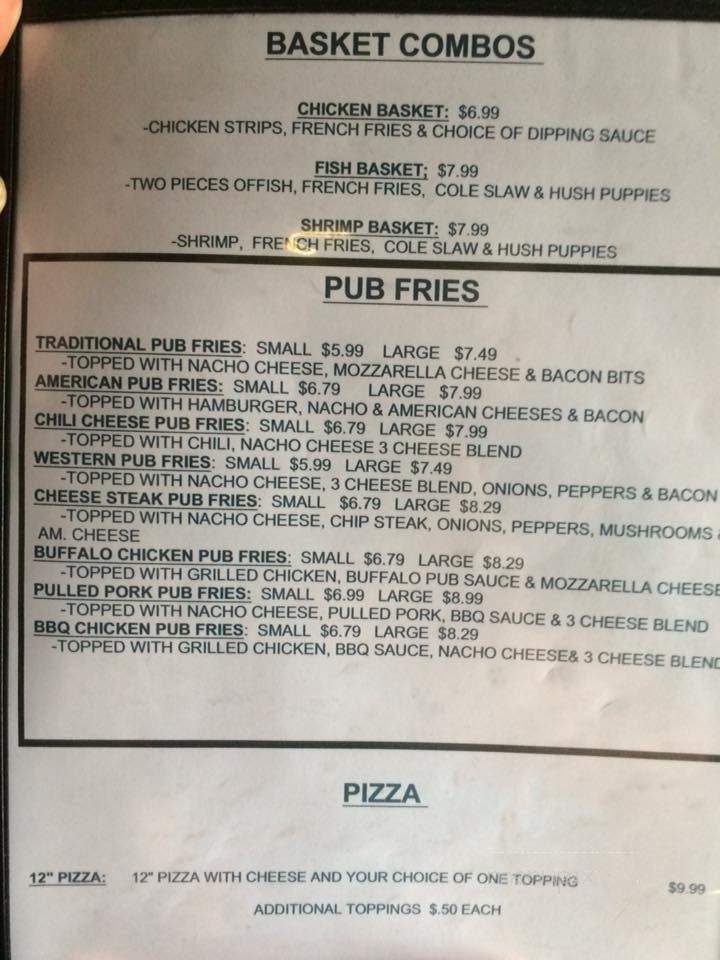 BASKET COMBOS
CHICKEN BASKET: $6.99
-CHICKEN STRIPS, FRENCH FRIES & CHOICE OF DIPPING SAUCE
FISH BASKET; $7.99
-TWO PIECES OFFISH, FRENCH FRIES, COLE SLAW & HUSH PUPPIES
SHRIMP BASKET: $7.99
-SHRIMP, FRENCH FRIES, COLE SLAW & HUSH PUPPIES
PUB FRIES
TRADITIONAL PUB FRIES: SMALL $5.99 LARGE $7.49
-TOPPED WITH NACHO CHEESE, MOZZARELLA CHEESE & BACON BITS
AMERICAN PUB FRIES: SMALL $6.79 LARGE $7.99
-TOPPED WITH HAMBURGER, NACHO & AMERICAN CHEESES & BACON
CHILI CHEESE PUB FRIES: SMALL $6.79 LARGE $7.99
-TOPPED WITH CHILI, NACHO CHEESE 3 CHEESE BLEND
WESTERN PUB FRIES: SMALL $5.99 LARGE $7.49
-TOPPED WITH NACHO CHEESE, 3 CHEESE BLEND, ONIONS, PEPPERS & BACON
CHEESE STEAK PUB FRIES: SMALL $6.79 LARGE $8.29
-TOPPED WITH NACHO CHEESE, CHIP STEAK, ONIONS, PEPPERS, MUSHROOMS &
AM. CHEESE
BUFFALO CHICKEN PUB FRIES: SMALL $6.79 LARGE $8.29
-TOPPED WITH GRILLED CHICKEN, BUFFALO PUB SAUCE & MOZZARELLA CHEESE
PULLED PORK PUB FRIES: SMALL $6.99 LARGE $8.99
-TOPPED WITH NACHO CHEESE, PULLED PORK, BBQ SAUCE & 3 CHEESE BLEND
BBQ CHICKEN PUB FRIES: SMALL $6.79 LARGE $8.29
-TOPPED WITH GRILLED CHICKEN, BBQ SAUCE, NACHO CHEESE& 3 CHEESE BLEND
PIZZA
12" PIZZA: 12" PIZZA WITH CHEESE AND YOUR CHOICE OF ONE TOPPING $9.99
ADDITIONAL TOPPINGS $.50 EACH